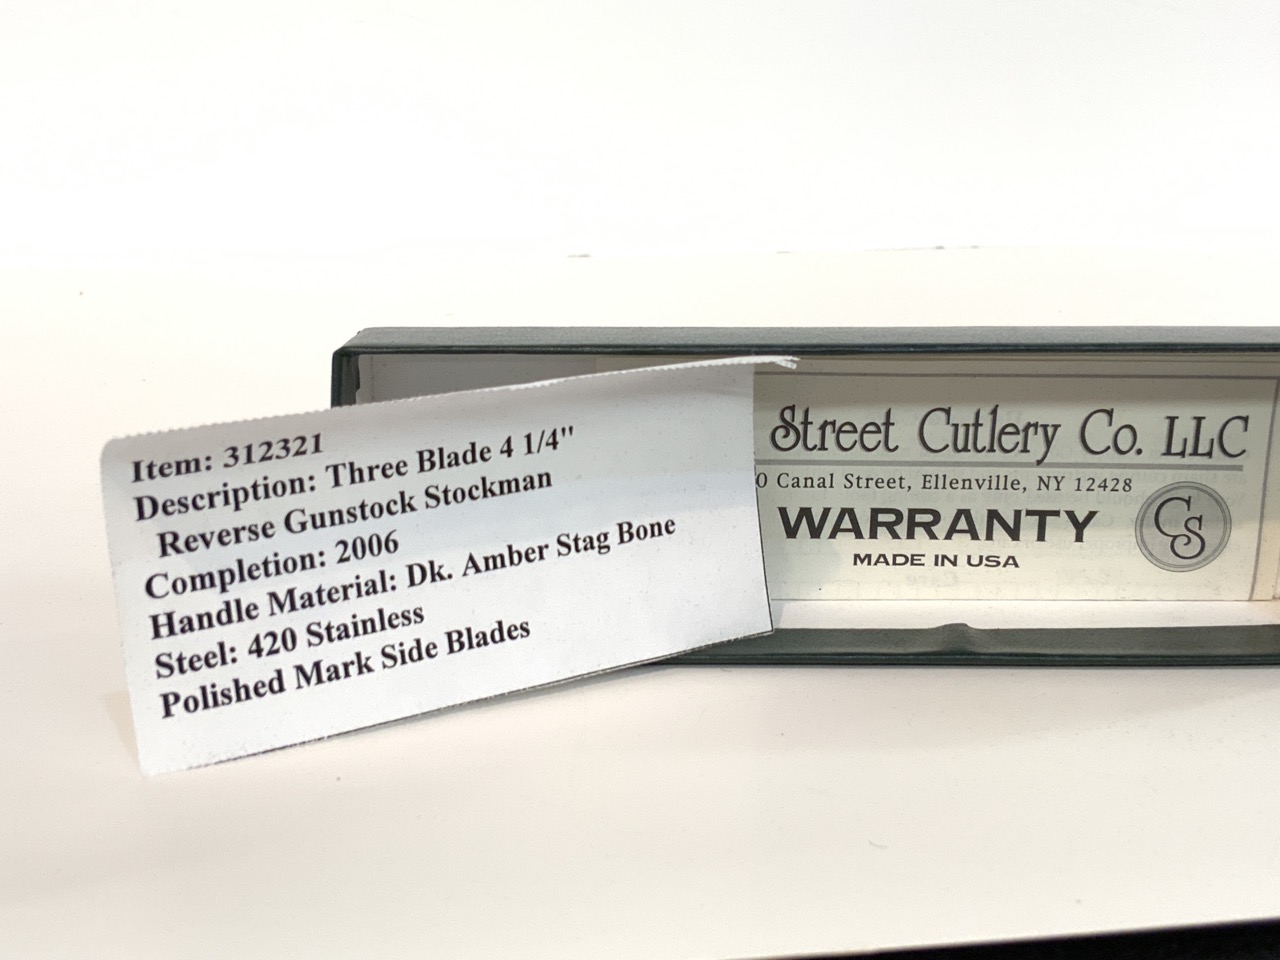 Item: 312321
Description: Three Blade 4 1/4"
Reverse Gunstock Stockman
Completion: 2006
Handle Material: Dk. Amber Stag Bone
Steel: 420 Stainless
Polished Mark Side Blades
Street Cutlery Co. LLC
0 Canal Street, Ellenville, NY 12428
WARRANTY
MADE IN USA
CS